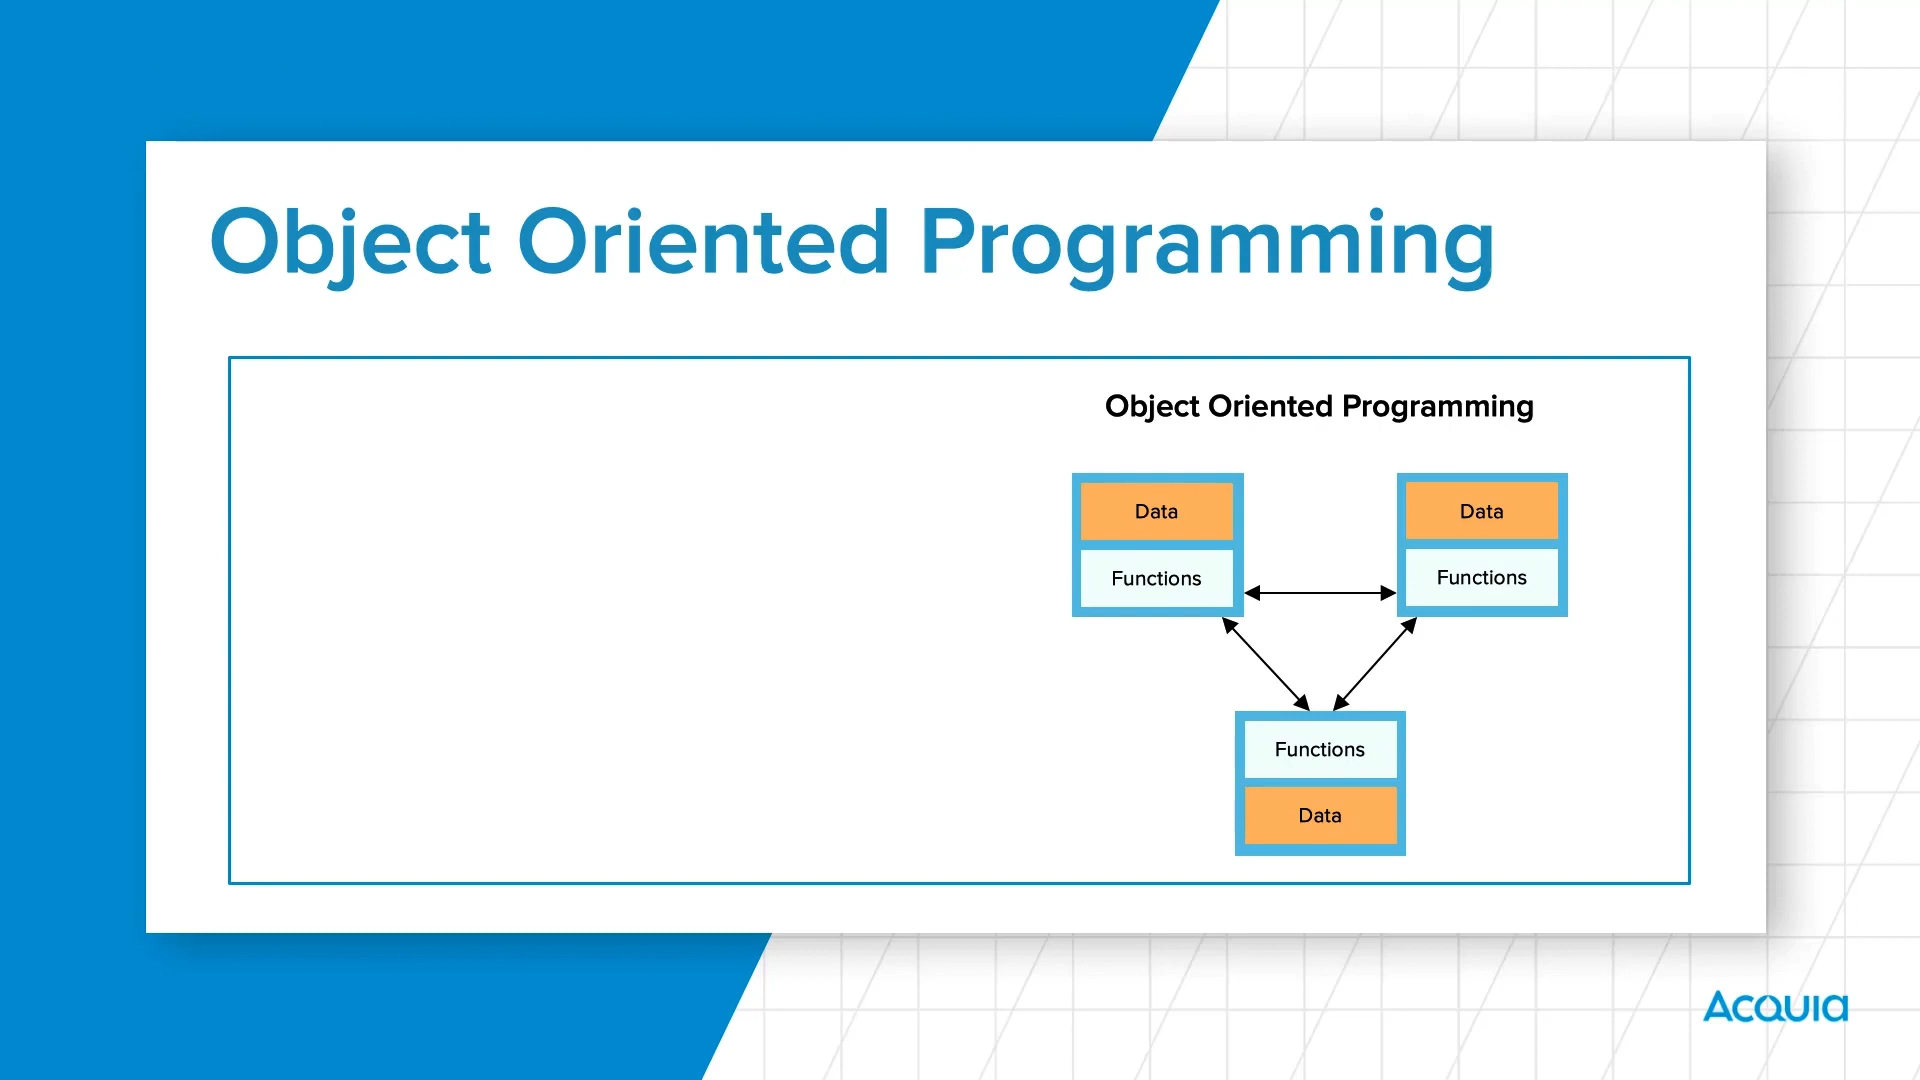 Object Oriented Programming
Object Oriented Programming
Data
Functions
Data
Functions
Functions
Data
Acquia